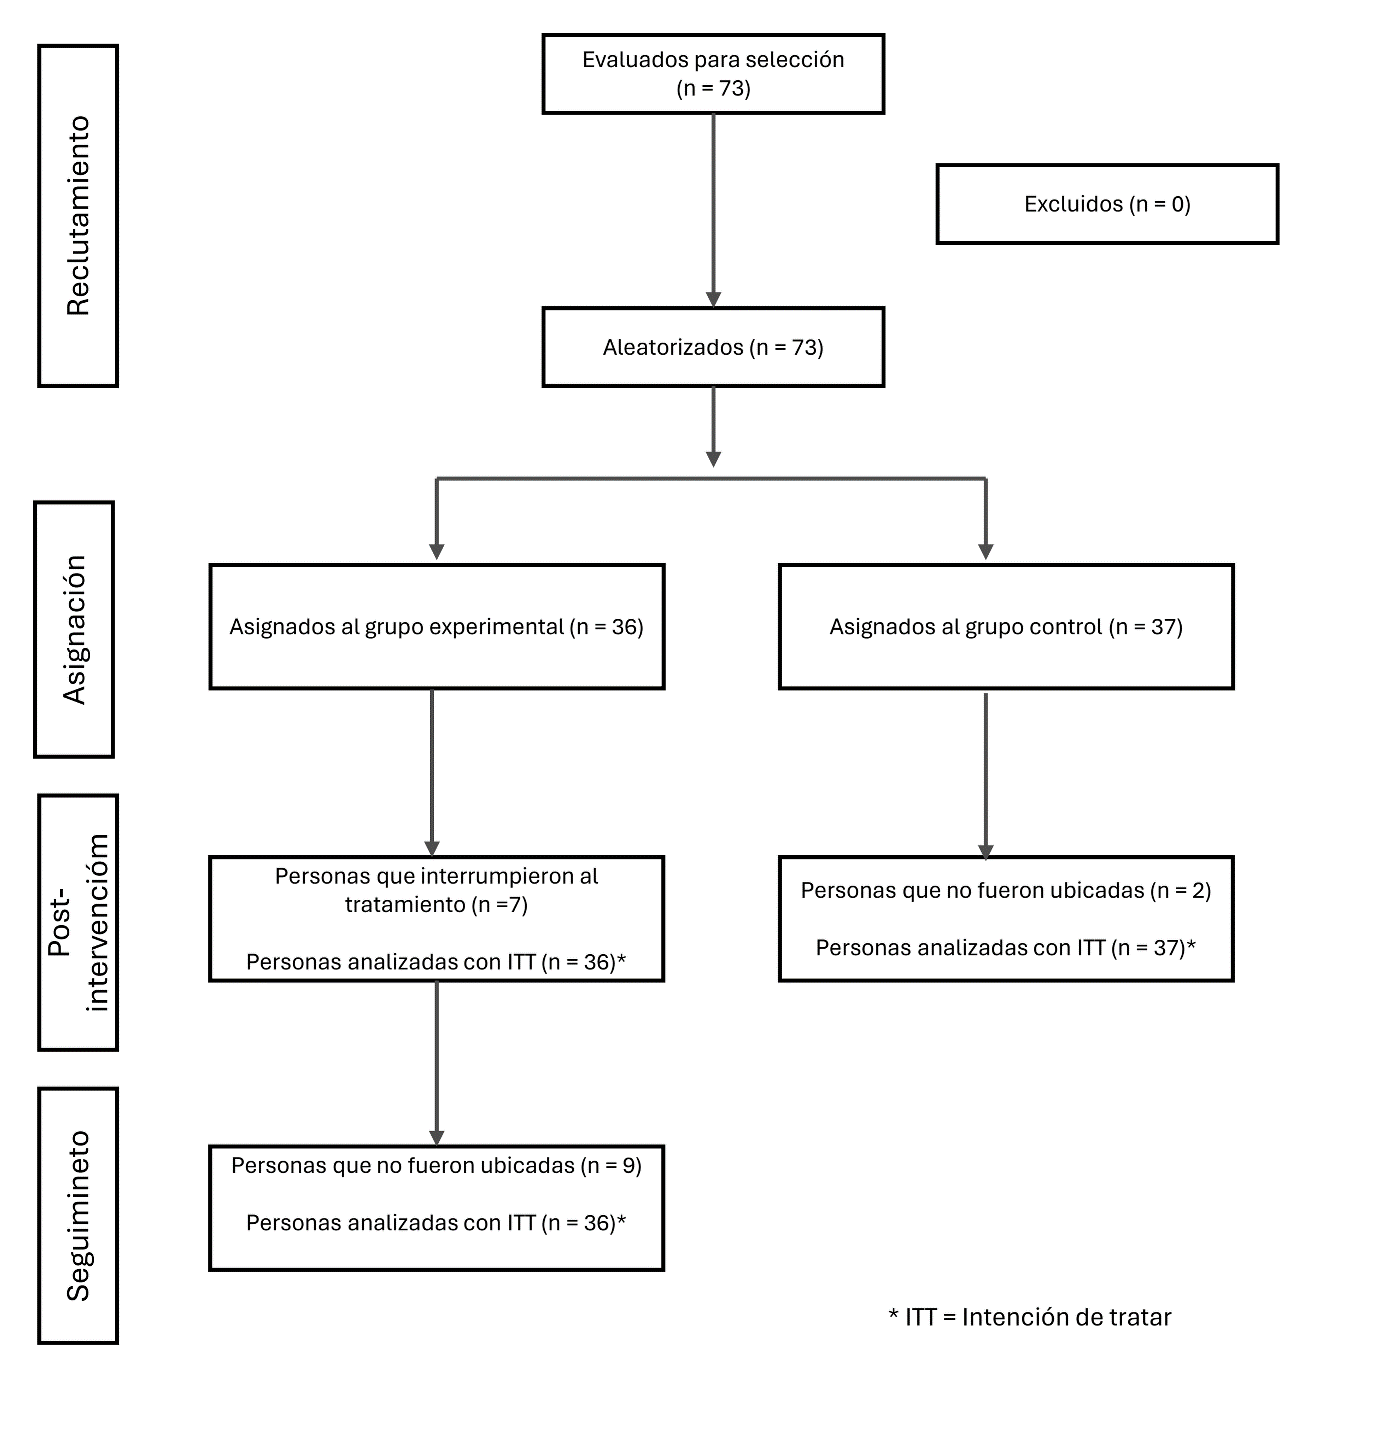 Reclutamiento
Evaluados para selección
(n = 73)
Excluidos (n = 0)
Aleatorizados (n = 73)
Asignación
Asignados al grupo experimental (n = 36)
Asignados al grupo control (n = 37)
Post-
intervencióm
Personas que interrumpieron al
tratamiento (n =7)
Personas analizadas con ITT (n = 36)*
Personas que no fueron ubicadas (n = 2)
Personas analizadas con ITT (n = 37)*
Seguimineto
Personas que no fueron ubicadas (n = 9)
Personas analizadas con ITT (n = 36)*
* ITT = Intención de tratar